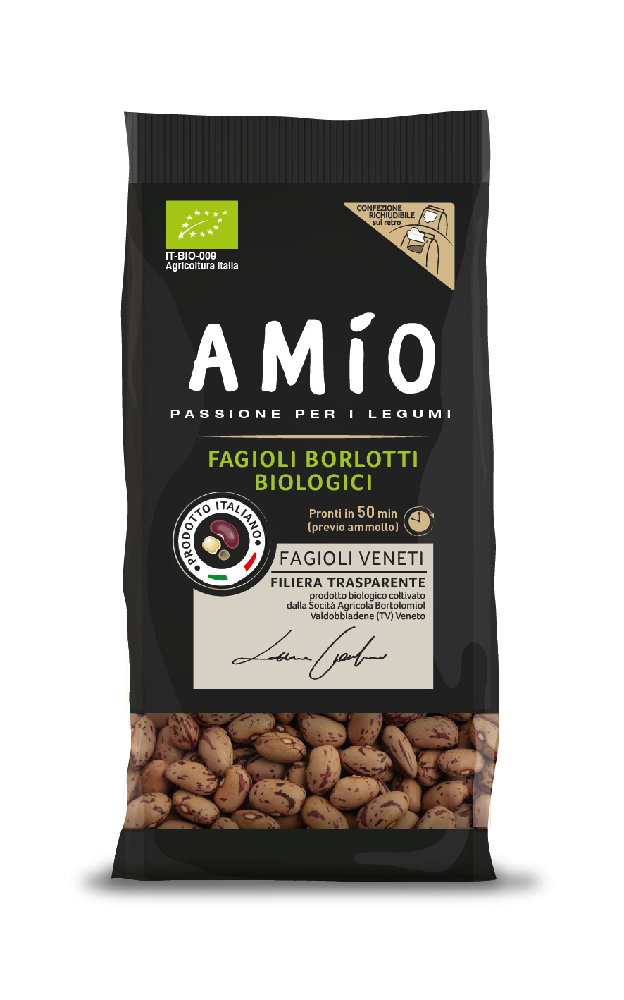 IT-BIO-009
Agricoltura Italia
CONFEZIONE
RICHIUDIBILE
sul retro
AMÍO
PASSIONE PER I LEGUMI
FAGIOLI BORLOTTI
BIOLOGICI
PRODOTTO ITALIANO
Pronti in 50 min
(previo ammollo)
FAGIOLI VENETI
FILIERA TRASPARENTE
prodotto biologico coltivato
dalla Socità Agricola Bortolomiol
Valdobbiadene (TV) Veneto